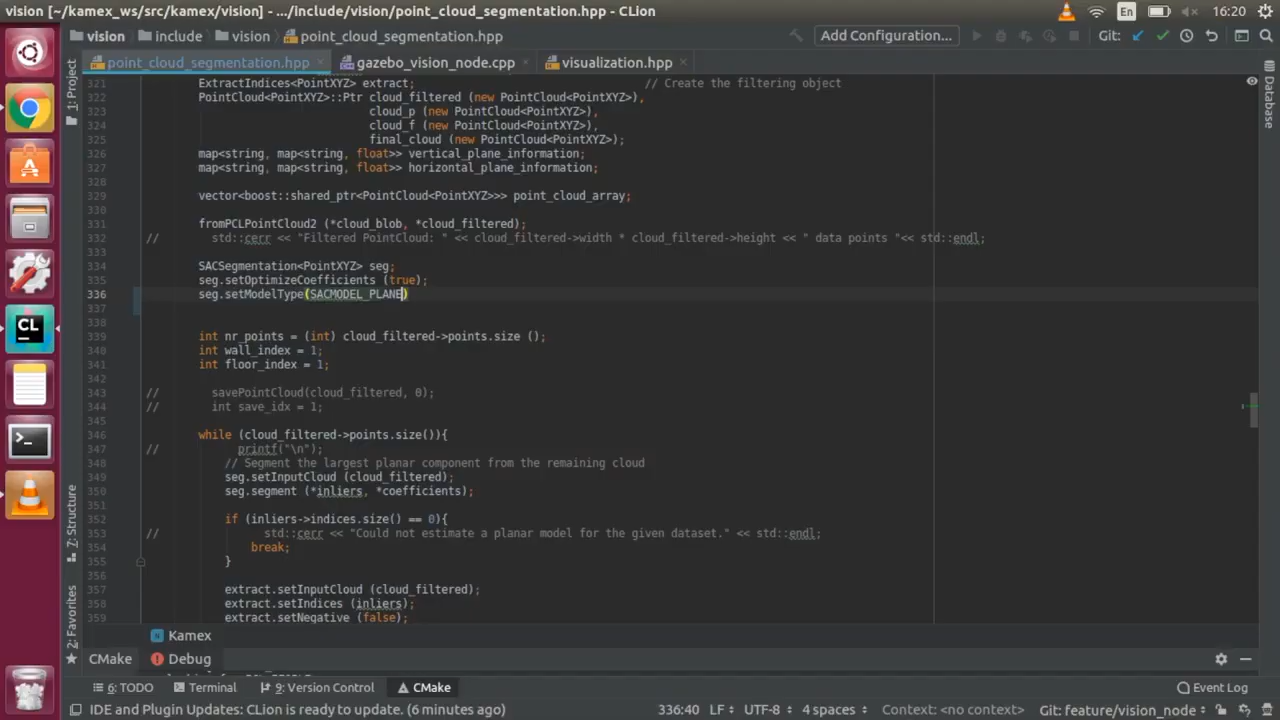 vision [~/kamex_ws/src/kamex/vision] - .../include/vision/point_cloud_segmentation.hpp - CLion
En
16:20
vision include vision point_cloud_segmentation.hpp
Add Configuration...
Git:
1: Project
point_cloud_segmentation.hpp
gazebo_vision_node.cpp
visualization.hpp
Database
321 ExtractIndices<PointXYZ> extract; // Create the filtering object
322 PointCloud<PointXYZ>::Ptr cloud_filtered (new PointCloud<PointXYZ>),
323 cloud_p (new PointCloud<PointXYZ>),
324 cloud_f (new PointCloud<PointXYZ>),
325 final_cloud (new PointCloud<PointXYZ>);
326 map<string, map<string, float>> vertical_plane_information;
327 map<string, map<string, float>> horizontal_plane_information;
328
329 vector<boost::shared_ptr<PointCloud<PointXYZ>>> point_cloud_array;
330
331 fromPCLPointCloud2 (*cloud_blob, *cloud_filtered);
332 // std::cerr << "Filtered PointCloud: " << cloud_filtered->width * cloud_filtered->height << " data points "<< std::endl;
333
334 SACSegmentation<PointXYZ> seg;
335 seg.setOptimizeCoefficients (true);
336 seg.setModelType(SACMODEL_PLANE)
337
338
339 int nr_points = (int) cloud_filtered->points.size ();
340 int wall_index = 1;
341 int floor_index = 1;
342
343 // savePointCloud(cloud_filtered, 0);
344 // int save_idx = 1;
345
346 while (cloud_filtered->points.size()){
347 // printf("\n");
348 // Segment the largest planar component from the remaining cloud
349 seg.setInputCloud (cloud_filtered);
350 seg.segment (*inliers, *coefficients);
351
352 if (inliers->indices.size() == 0){
353 // std::cerr << "Could not estimate a planar model for the given dataset." << std::endl;
354 break;
355 }
356
357 extract.setInputCloud (cloud_filtered);
358 extract.setIndices (inliers);
359 extract.setNegative (false);
Z: Structure
2: Favorites
CL
N Kamex
CMake
Debug
6: TODO
Terminal
9: Version Control
CMake
Event Log
IDE and Plugin Updates: CLion is ready to update. (6 minutes ago)
336:40
LF
UTF-8
4 spaces
Context: <no context>
Git: feature/vision_node